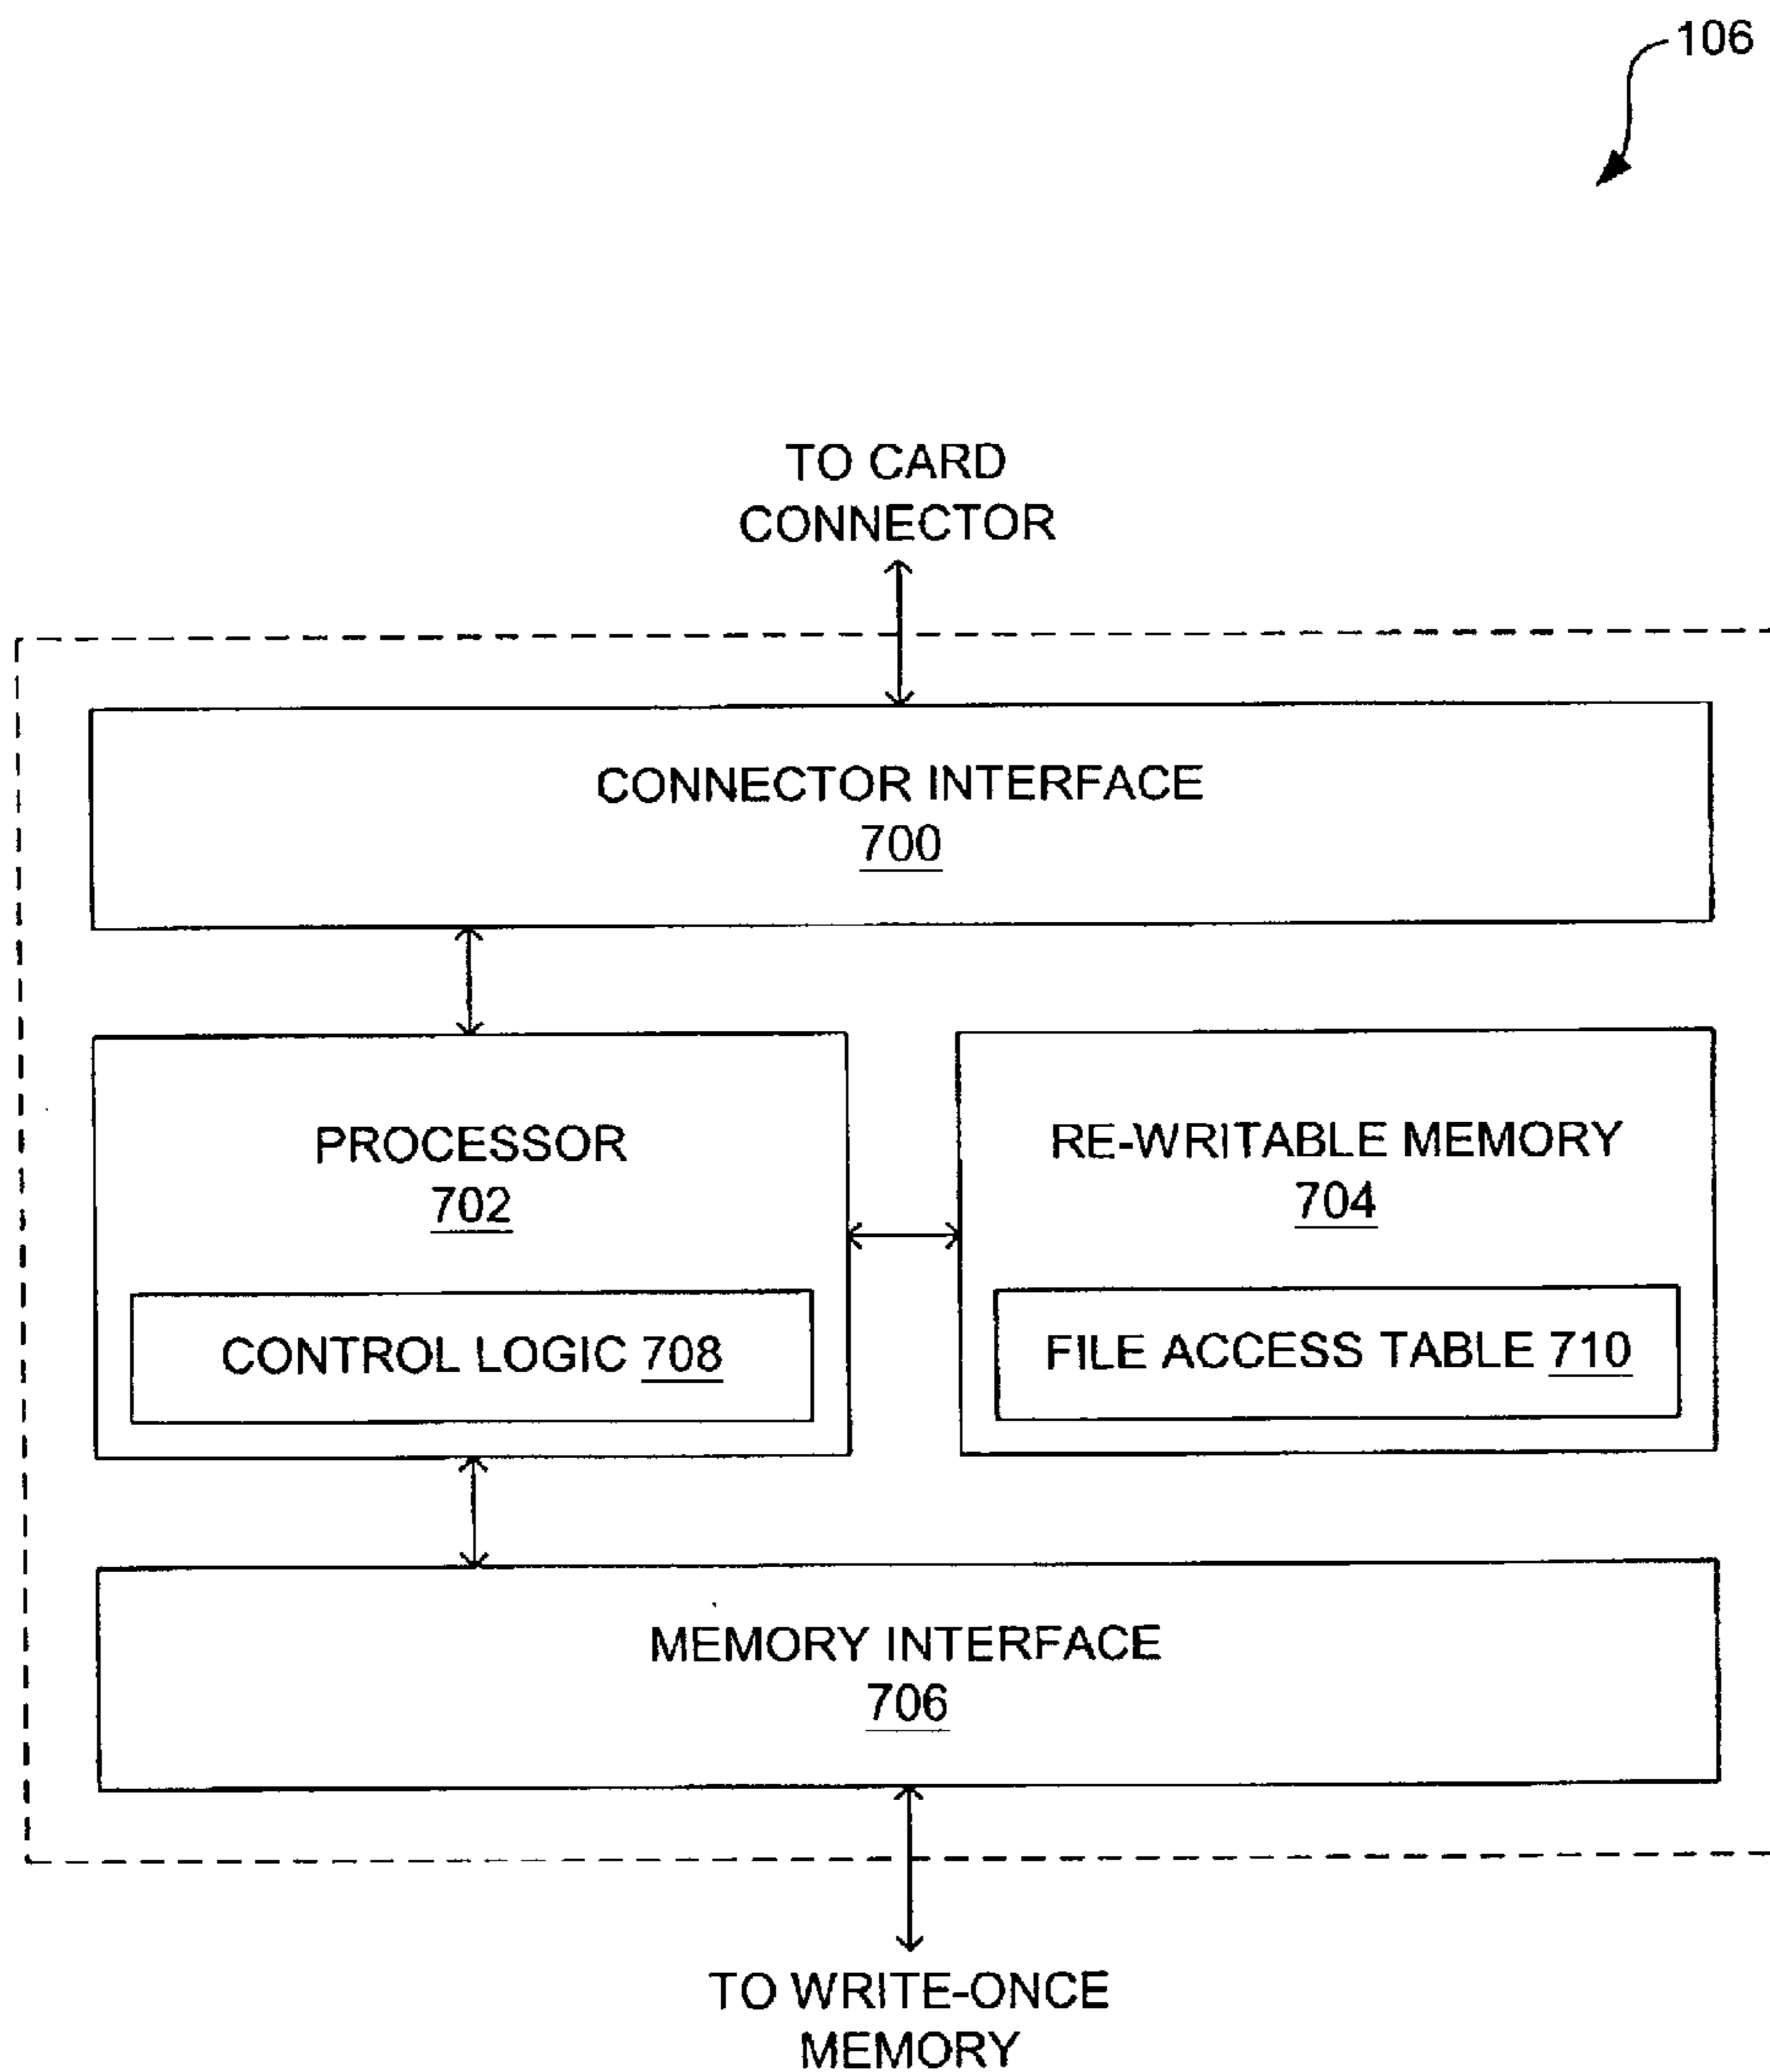 106
TO CARD
CONNECTOR
CONNECTOR INTERFACE
700
PROCESSOR
702
RE-WRITABLE MEMORY
704
CONTROL LOGIC 708
FILE ACCESS TABLE 710
MEMORY INTERFACE
706
TO WRITE-ONCE
MEMORY